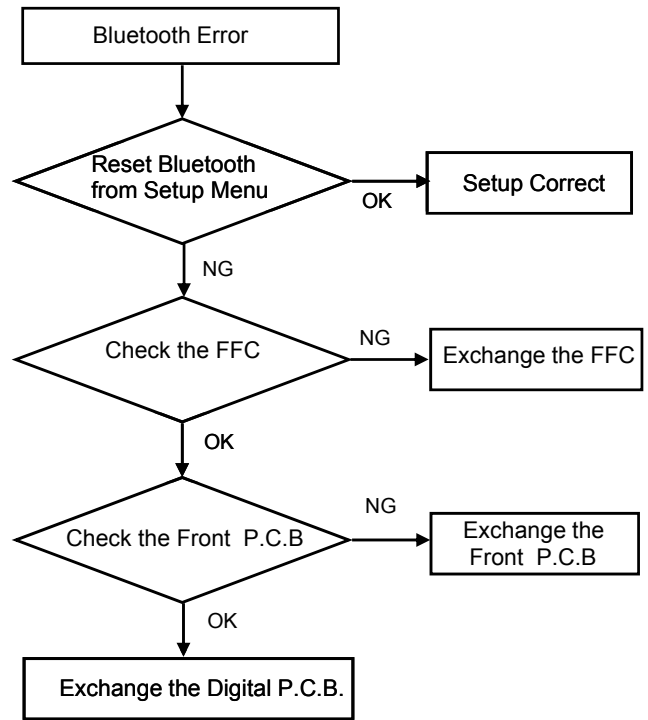 Bluetooth Error
Reset Bluetooth
from Setup Menu
OK
Setup Correct
NG
Check the FFC
NG
Exchange the FFC
OK
Check the Front P.C.B
NG
Exchange the
Front P.C.B
OK
Exchange the Digital P.C.B.